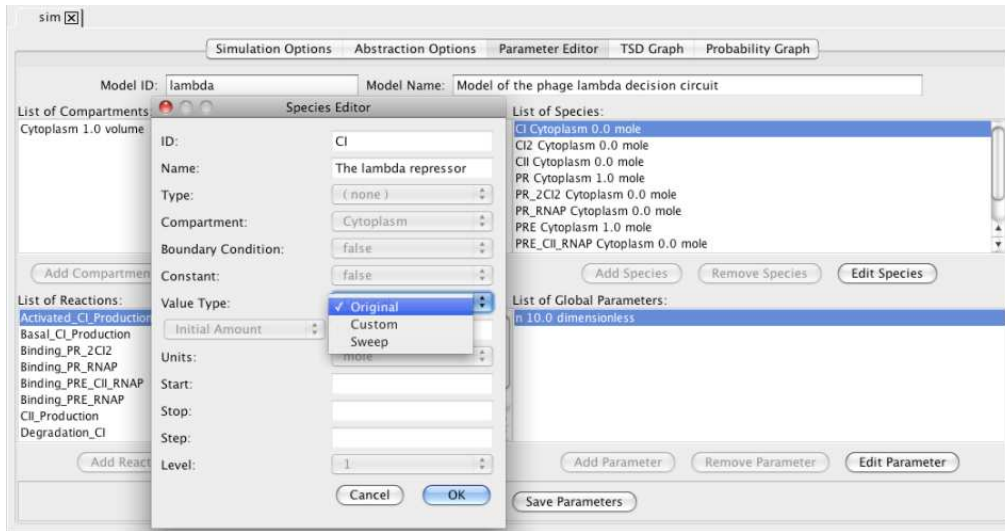 sim
Simulation Options Abstraction Options Parameter Editor TSD Graph Probability Graph
Model ID: lambda Model Name: Model of the phage lambda decision circuit
List of Compartments:
Cytoplasm 1.0 volume
Add Compartmen
List of Reactions:
Activated_CI_Production
Basal_CI_Production
Binding_PR_2CI2
Binding_PR_RNAP
Binding_PRE_CII_RNAP
Binding_PRE_RNAP
CII_Production
Degradation_CI
Add React
Species Editor
ID: CI
Name: The lambda repressor
Type: ( none )
Compartment: Cytoplasm
Boundary Condition: false
Constant: false
Value Type: ✓ Original
Custom
Sweep
Initial Amount
Units: mole
Start:
Stop:
Step:
Level: 1
Cancel OK
List of Species:
CI Cytoplasm 0.0 mole
CI2 Cytoplasm 0.0 mole
CII Cytoplasm 0.0 mole
PR Cytoplasm 1.0 mole
PR_2CI2 Cytoplasm 0.0 mole
PR_RNAP Cytoplasm 0.0 mole
PRE Cytoplasm 1.0 mole
PRE_CII_RNAP Cytoplasm 0.0 mole
Add Species Remove Species Edit Species
List of Global Parameters:
n 10.0 dimensionless
Add Parameter Remove Parameter Edit Parameter
Save Parameters